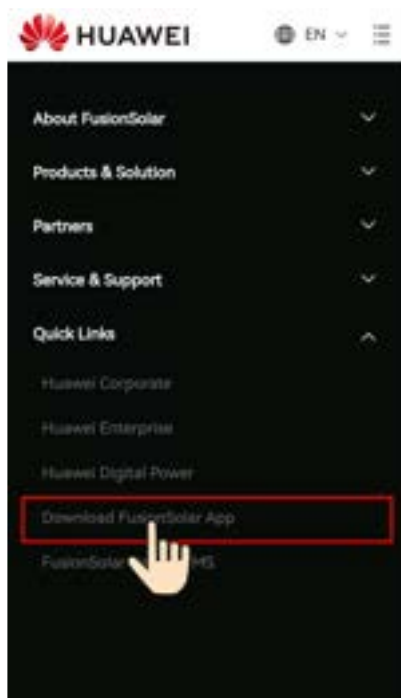 HUAWEI
EN
About FusionSolar
Products & Solution
Partners
Service & Support
Quick Links
Huawei Corporate
Huawei Enterprise
Huawei Digital Power
Download FusionSolar App
FusionSolar